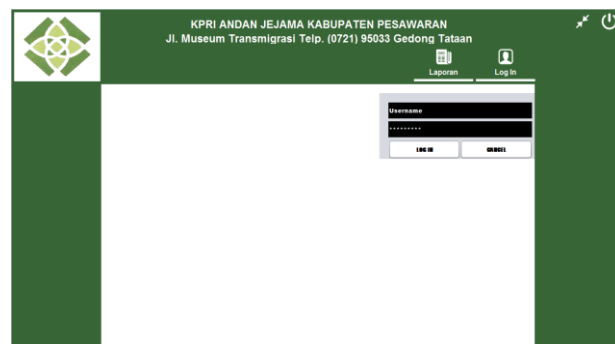 KPRI ANDAN JEJAMA KABUPATEN PESAWARAN
Jl. Museum Transmigrasi Telp. (0721) 95033 Gedong Tataan
Laporan Log In
Username
•••••••••
LOG IN CANCEL